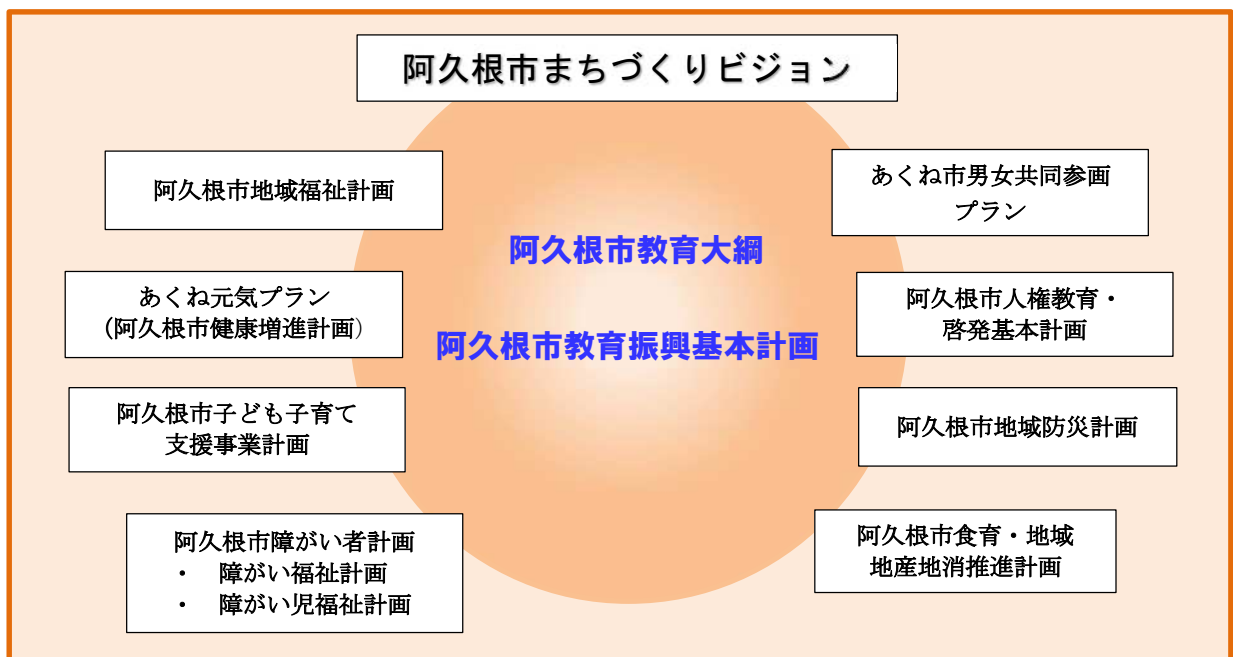 阿久根市まちづくりビジョン
阿久根市地域福祉計画
あくね元気プラン
(阿久根市健康増進計画)
阿久根市子ども子育て
支援事業計画
阿久根市障がい者計画
・ 障がい福祉計画
・ 障がい児福祉計画
阿久根市教育大綱
阿久根市教育振興基本計画
あくね市男女共同参画
プラン
阿久根市人権教育・
啓発基本計画
阿久根市地域防災計画
阿久根市食育・地域
地産地消推進計画